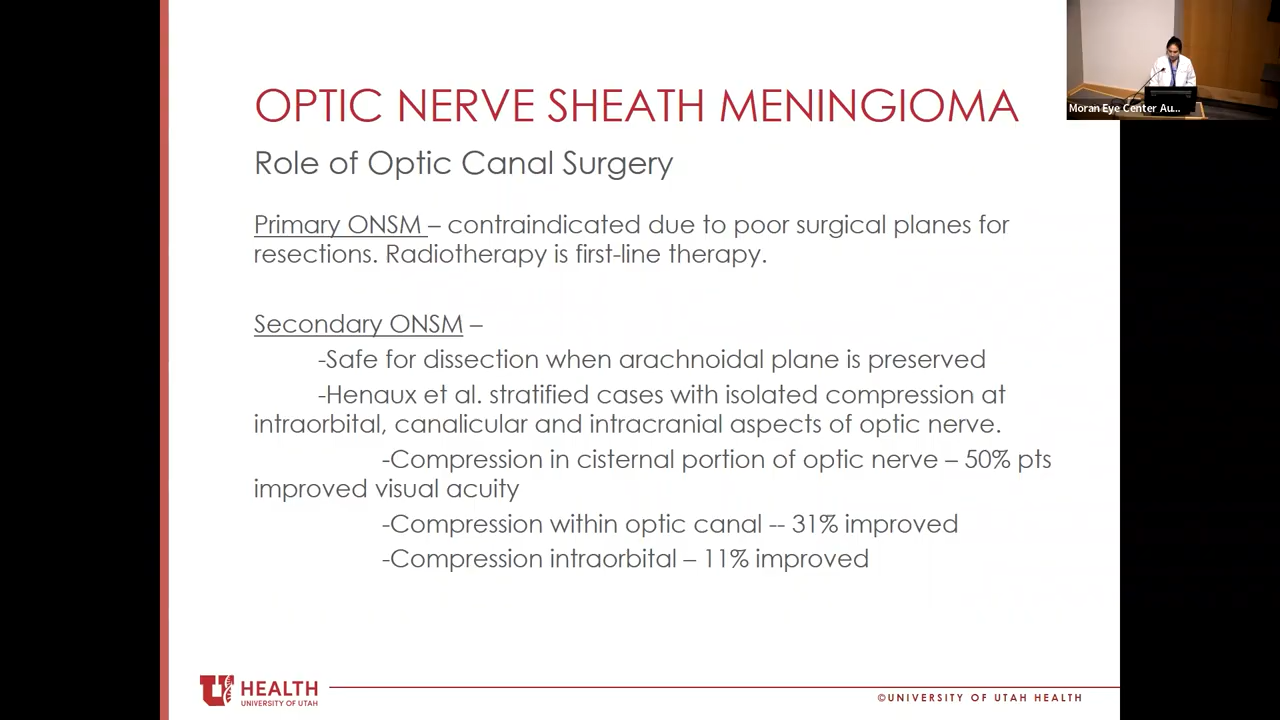 OPTIC NERVE SHEATH MENINGIOMA
Role of Optic Canal Surgery
Primary ONSM – contraindicated due to poor surgical planes for
resections. Radiotherapy is first-line therapy.
Secondary ONSM –
-Safe for dissection when arachnoidal plane is preserved
-Henaux et al. stratified cases with isolated compression at
intraorbital, canalicular and intracranial aspects of optic nerve.
-Compression in cisternal portion of optic nerve – 50% pts
improved visual acuity
-Compression within optic canal -- 31% improved
-Compression intraorbital – 11% improved
Moran Eye Center Au...
U HEALTH
UNIVERSITY OF UTAH
©UNIVERSITY OF UTAH HEALTH